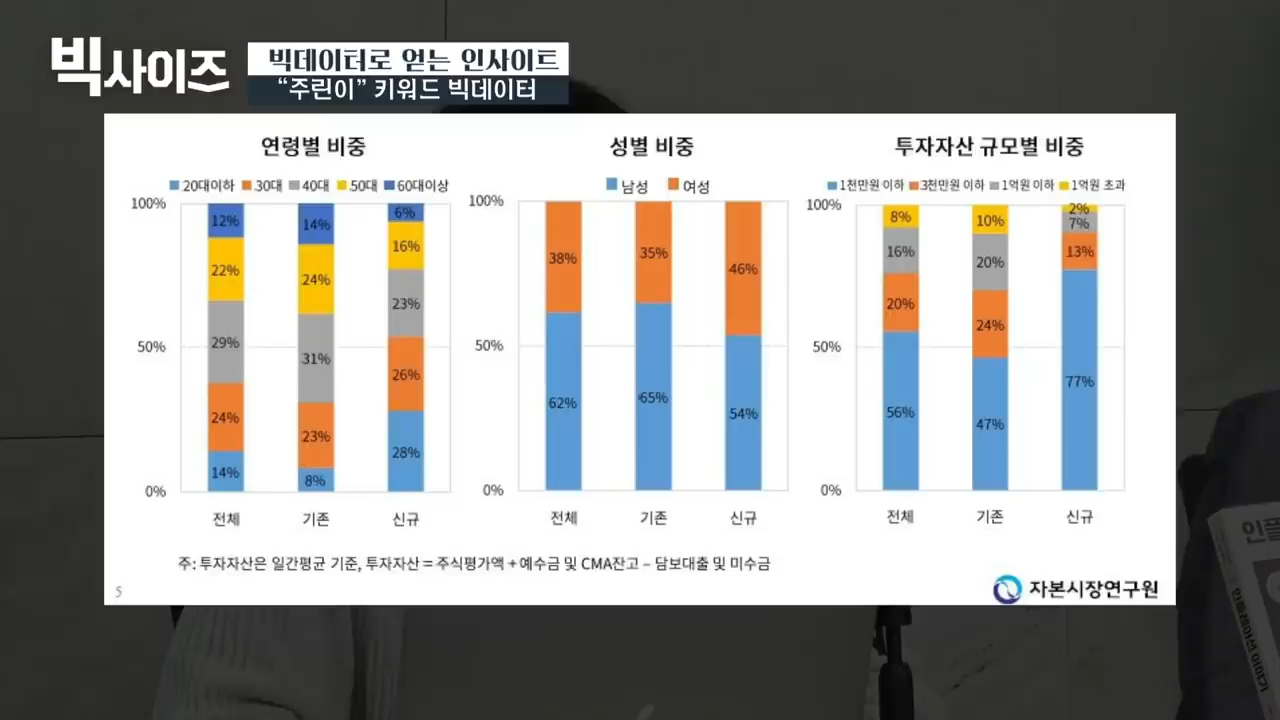 빅사이즈
빅데이터로 얻는 인사이트
“주린이” 키워드 빅데이터
연령별 비중
20대이하 30대 40대 50대 60대이상
100%
50%
0%
12%
22%
29%
24%
14%
14%
24%
31%
23%
8%
6%
16%
23%
26%
28%
전체 기존 신규
성별 비중
남성 여성
100%
50%
0%
38%
62%
35%
65%
46%
54%
전체 기존 신규
투자자산 규모별 비중
1천만원 이하 3천만원 이하 1억원 이하 1억원 초과
100%
50%
0%
8%
16%
20%
56%
10%
20%
24%
47%
2%
7%
13%
77%
전체 기존 신규
주: 투자자산은 일간평균 기준, 투자자산 = 주식평가액 + 예수금 및 CMA잔고 – 담보대출 및 미수금
5
자본시장연구원
인플레이션 이야기